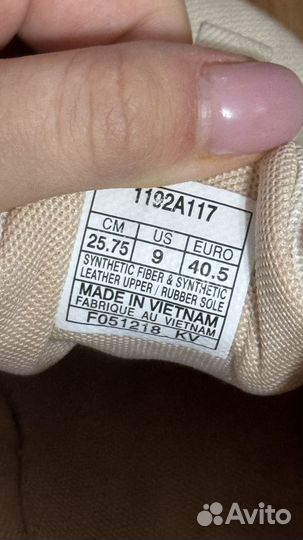 1192A117
CM US EURO
25.75 9 40.5
SYNTHETIC FIBER & SYNTHETIC
LEATHER UPPER / RUBBER SOLE
MADE IN VIETNAM
FABRIQUE AU VIETNAM
F051218 KV
Avito